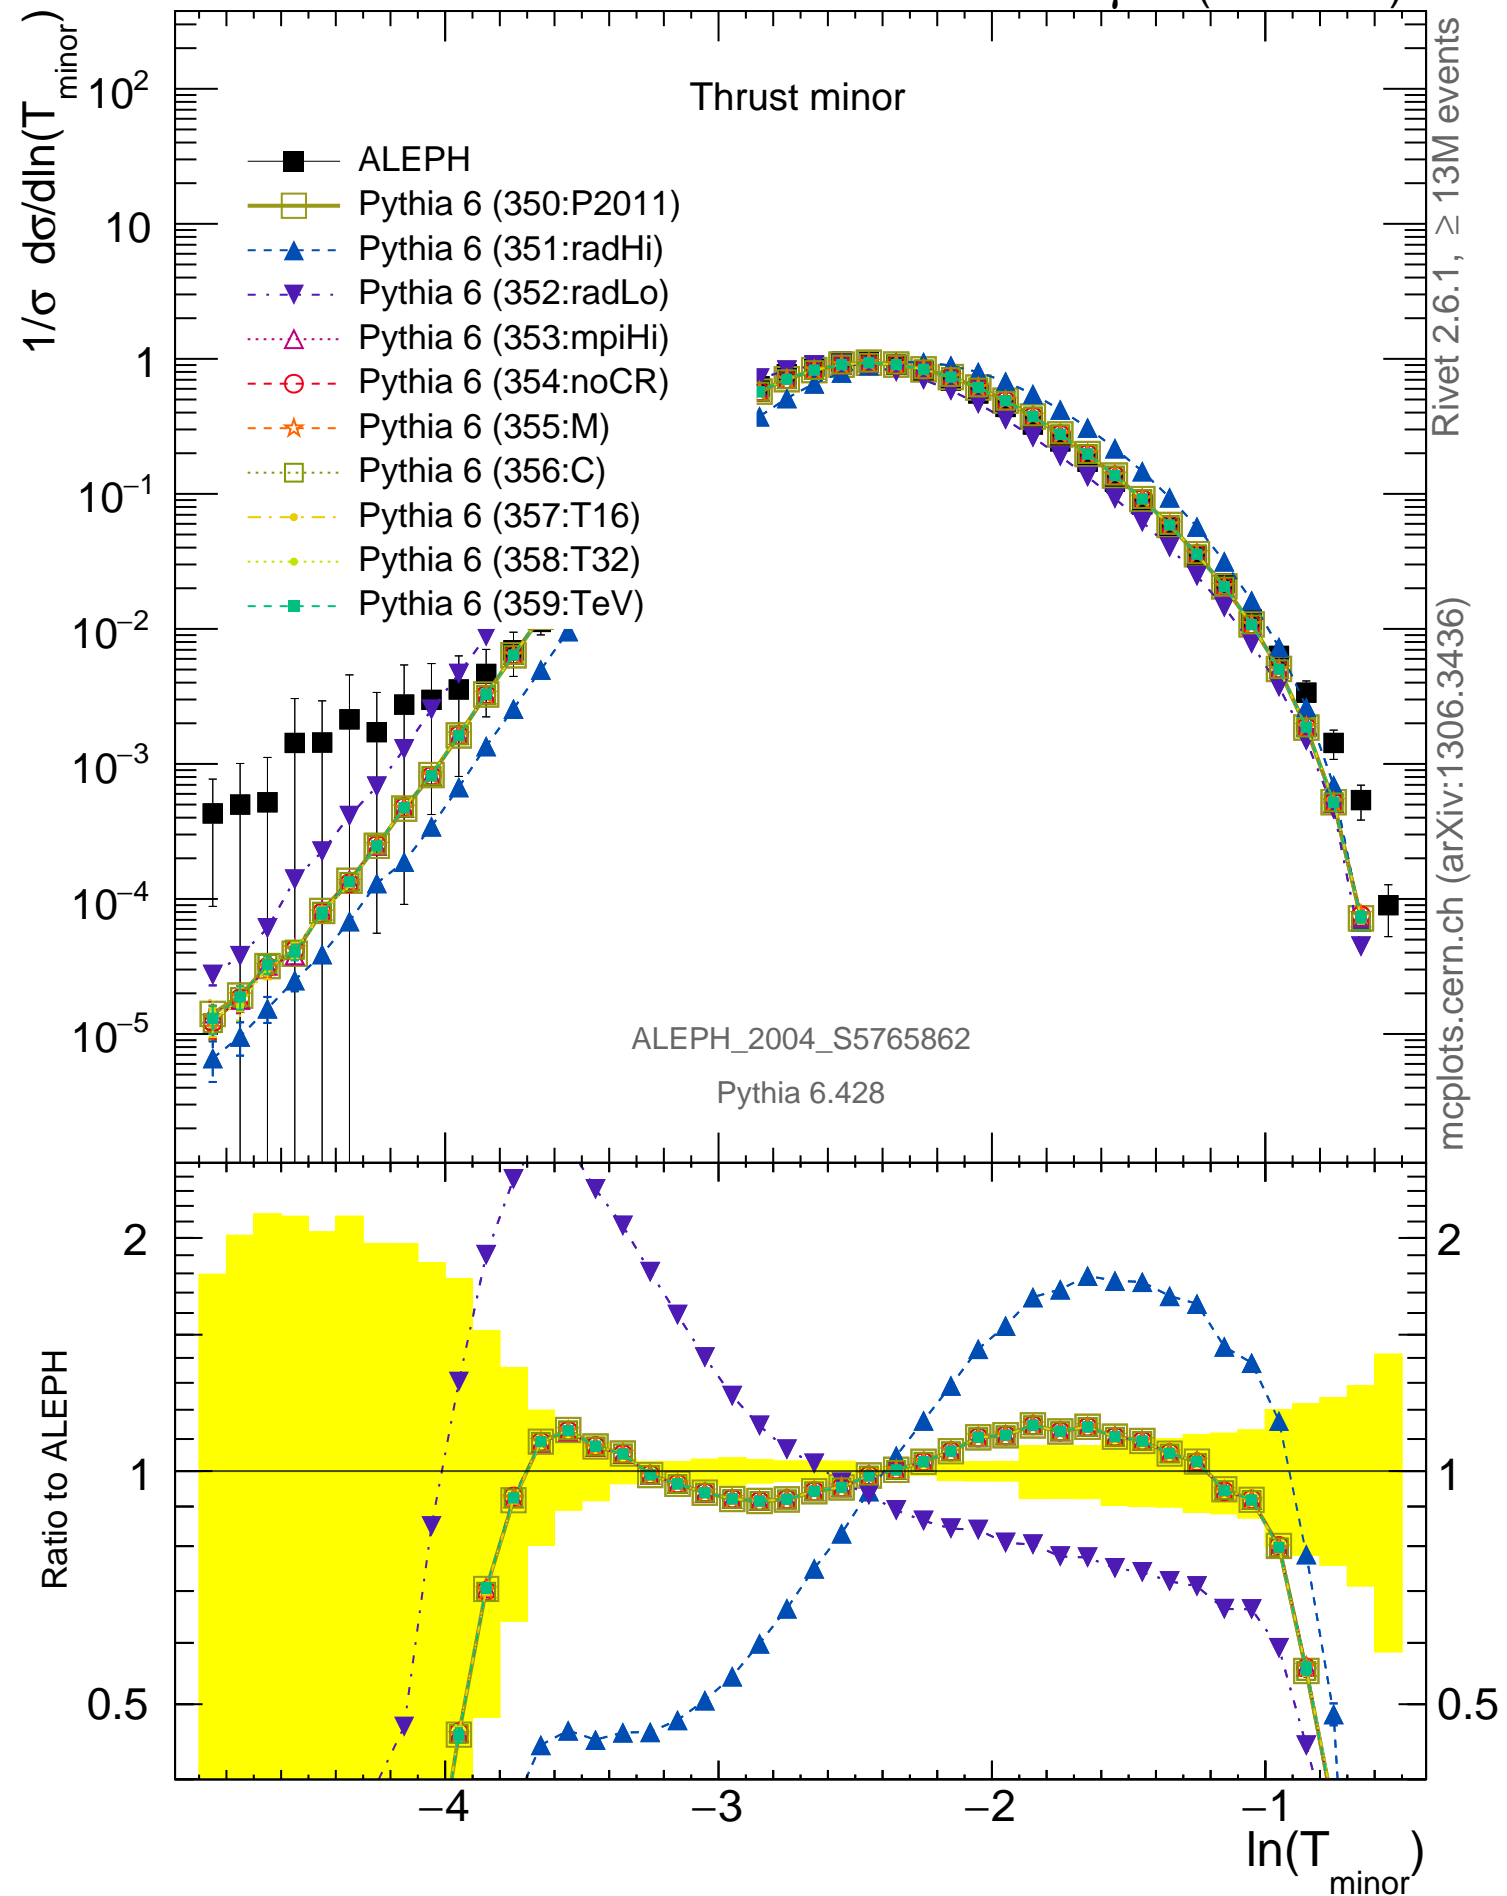 1/σ dσ/dln(T_minor)
Thrust minor
ALEPH
Pythia 6 (350:P2011)
Pythia 6 (351:radHi)
Pythia 6 (352:radLo)
Pythia 6 (353:mpiHi)
Pythia 6 (354:noCR)
Pythia 6 (355:M)
Pythia 6 (356:C)
Pythia 6 (357:T16)
Pythia 6 (358:T32)
Pythia 6 (359:TeV)
10²
10
1
10⁻¹
10⁻²
10⁻³
10⁻⁴
10⁻⁵
ALEPH_2004_S5765862
Pythia 6.428
Rivet 2.6.1, ≥ 13M events
mcplots.cern.ch (arXiv:1306.3436)
Ratio to ALEPH
2
1
0.5
2
1
0.5
−4 −3 −2 −1
ln(T_minor)